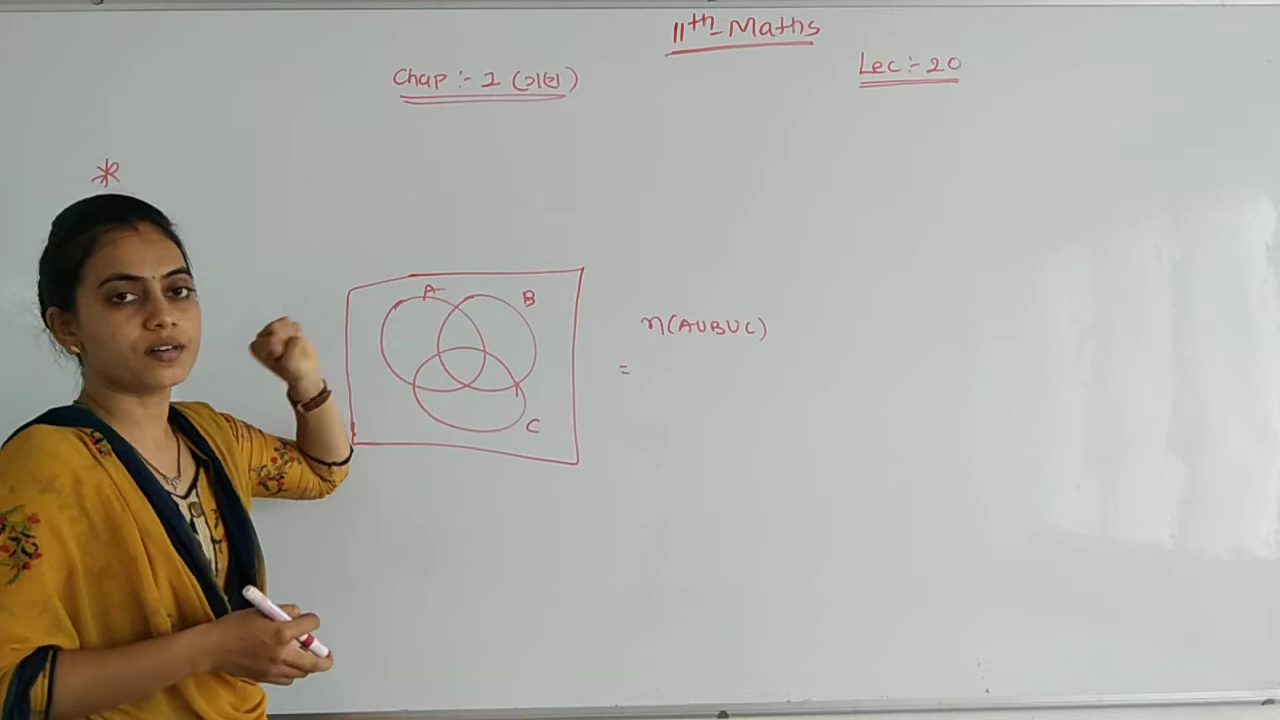 11th Maths
Chap :- 1 (ગણ)
Lec :- 20
*
A
B
n(AUBUC)
=
C